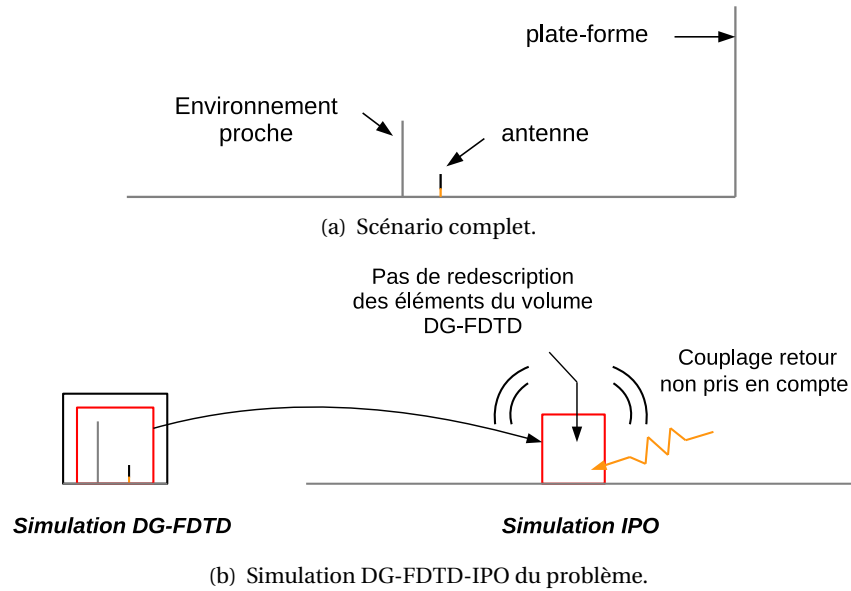 plate-forme
Environnement
proche
antenne
(a) Scénario complet.
Pas de redescription
des éléments du volume
DG-FDTD
Couplage retour
non pris en compte
Simulation DG-FDTD
Simulation IPO
(b) Simulation DG-FDTD-IPO du problème.